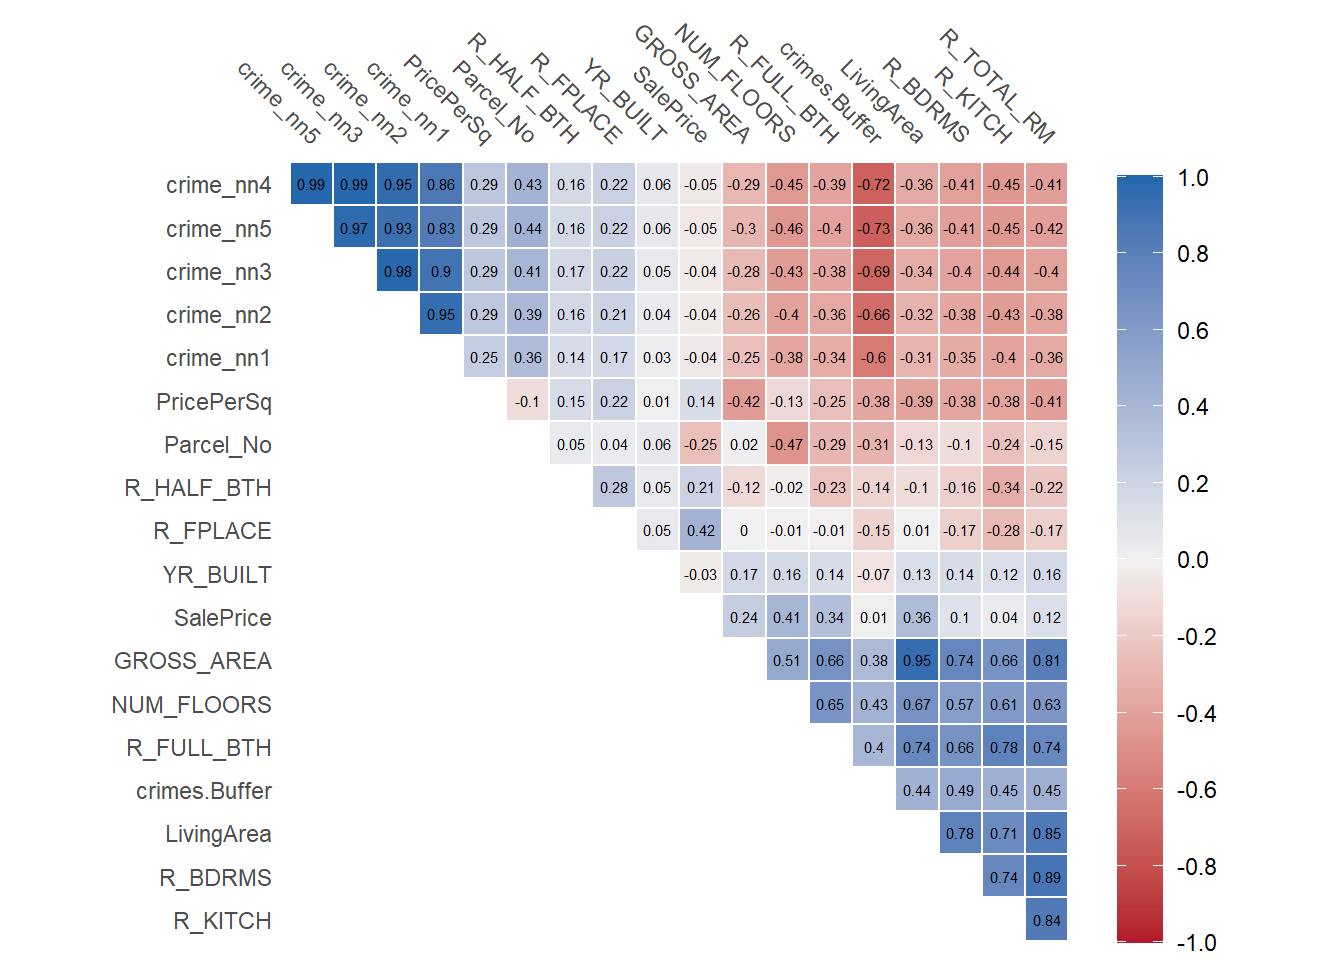 crime_nn5
crime_nn3
crime_nn2
crime_nn1
PricePerSq
Parcel_No
R_HALF_BTH
R_FPLACE
YR_BUILT
SalePrice
GROSS_AREA
NUM_FLOORS
R_FULL_BTH
crimes.Buffer
LivingArea
R_BDRMS
R_KITCH
R_TOTAL_RM
crime_nn4 0.99 0.99 0.95 0.86 0.29 0.43 0.16 0.22 0.06 -0.05 -0.29 -0.45 -0.39 -0.72 -0.36 -0.41 -0.45 -0.41
crime_nn5 0.97 0.93 0.83 0.29 0.44 0.16 0.22 0.06 -0.05 -0.3 -0.46 -0.4 -0.73 -0.36 -0.41 -0.45 -0.42
crime_nn3 0.98 0.9 0.29 0.41 0.17 0.22 0.05 -0.04 -0.28 -0.43 -0.38 -0.69 -0.34 -0.4 -0.44 -0.4
crime_nn2 0.95 0.29 0.39 0.16 0.21 0.04 -0.04 -0.26 -0.4 -0.36 -0.66 -0.32 -0.38 -0.43 -0.38
crime_nn1 0.25 0.36 0.14 0.17 0.03 -0.04 -0.25 -0.38 -0.34 -0.6 -0.31 -0.35 -0.4 -0.36
PricePerSq -0.1 0.15 0.22 0.01 0.14 -0.42 -0.13 -0.25 -0.38 -0.39 -0.38 -0.38 -0.41
Parcel_No 0.05 0.04 0.06 -0.25 0.02 -0.47 -0.29 -0.31 -0.13 -0.1 -0.24 -0.15
R_HALF_BTH 0.28 0.05 0.21 -0.12 -0.02 -0.23 -0.14 -0.1 -0.16 -0.34 -0.22
R_FPLACE 0.05 0.42 0 -0.01 -0.01 -0.15 0.01 -0.17 -0.28 -0.17
YR_BUILT -0.03 0.17 0.16 0.14 -0.07 0.13 0.14 0.12 0.16
SalePrice 0.24 0.41 0.34 0.01 0.36 0.1 0.04 0.12
GROSS_AREA 0.51 0.66 0.38 0.95 0.74 0.66 0.81
NUM_FLOORS 0.65 0.43 0.67 0.57 0.61 0.63
R_FULL_BTH 0.4 0.74 0.66 0.78 0.74
crimes.Buffer 0.44 0.49 0.45 0.45
LivingArea 0.78 0.71 0.85
R_BDRMS 0.74 0.89
R_KITCH 0.84
1.0
0.8
0.6
0.4
0.2
0.0
-0.2
-0.4
-0.6
-0.8
-1.0